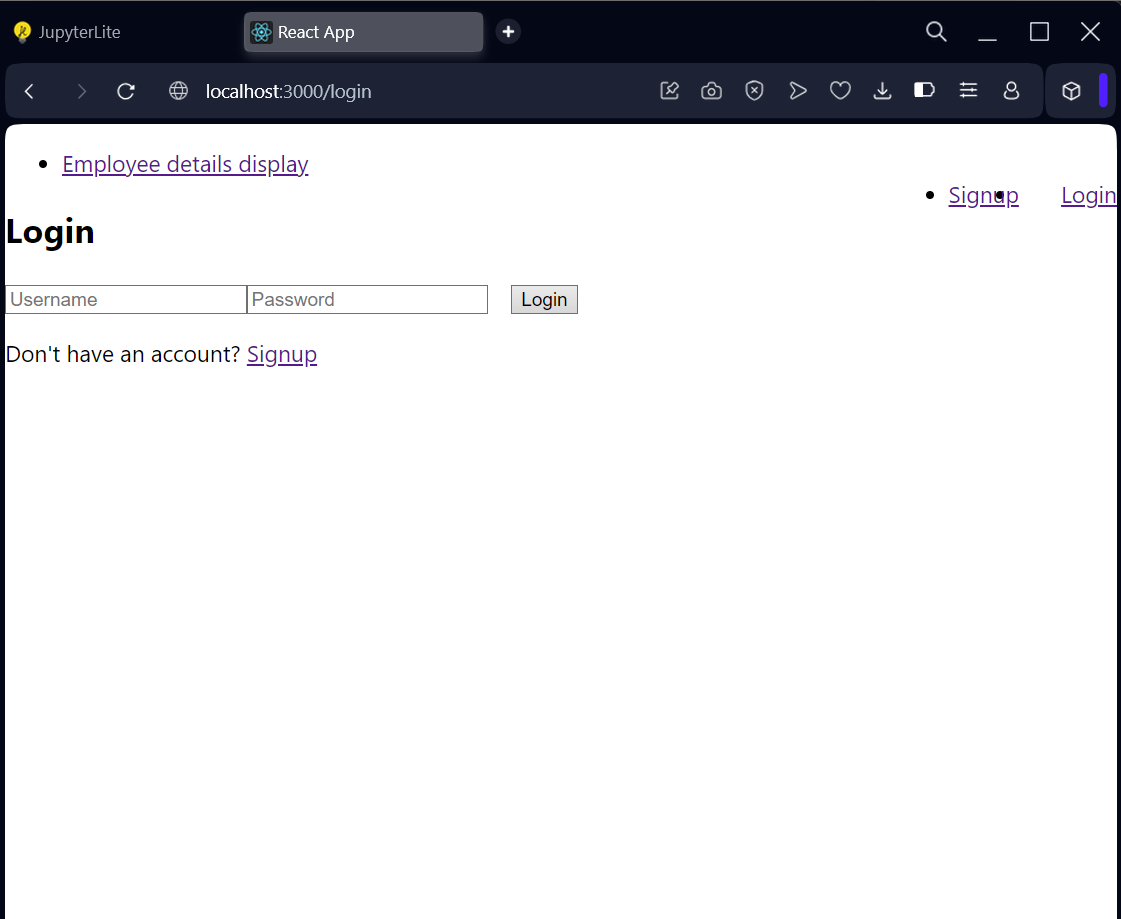 JupyterLite
React App
localhost:3000/login
Employee details display
Signup
Login
Login
Username
Password
Login
Don't have an account? Signup